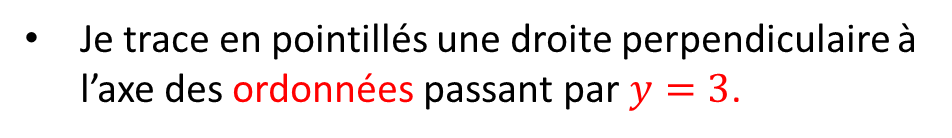 • Je trace en pointillés une droite perpendiculaire à
l’axe des ordonnées passant par y = 3.